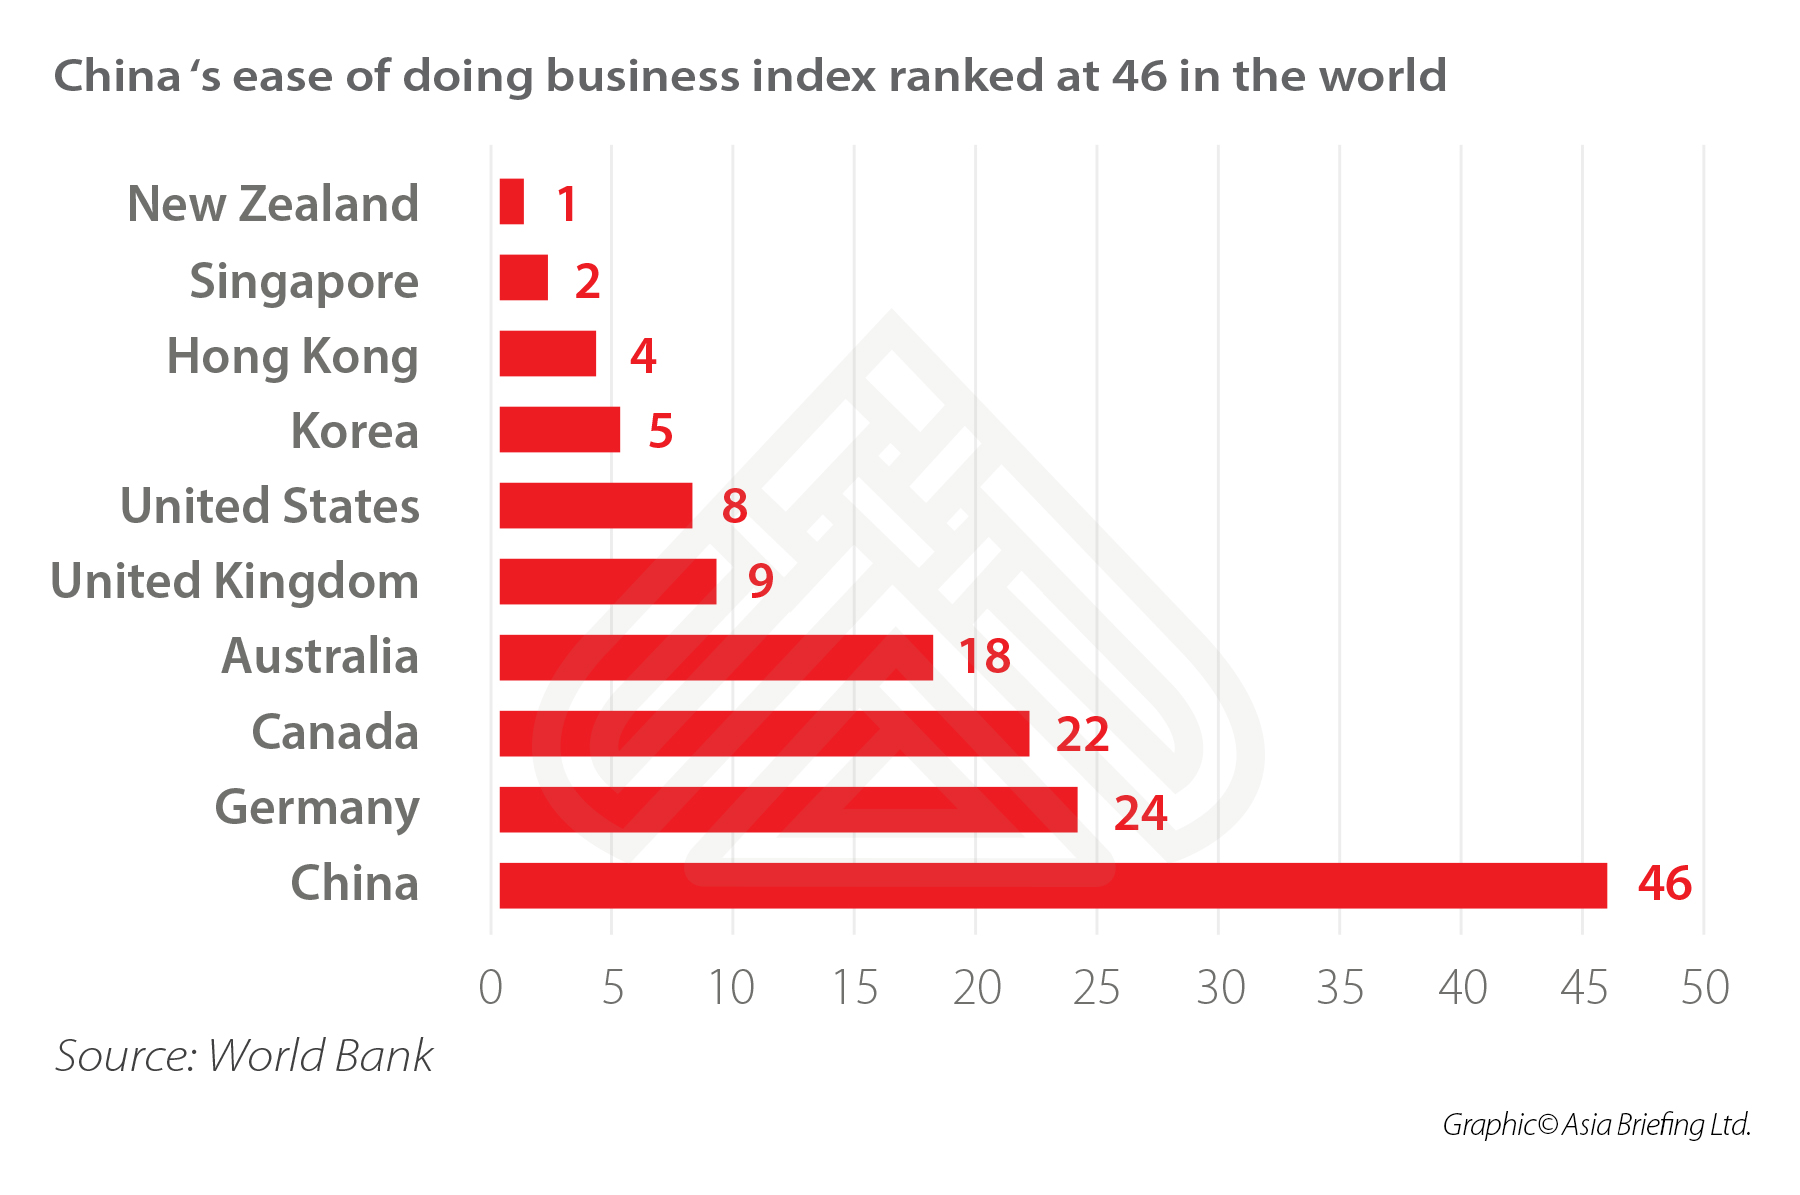 China ‘s ease of doing business index ranked at 46 in the world
New Zealand 1
Singapore 2
Hong Kong 4
Korea 5
United States 8
United Kingdom 9
Australia 18
Canada 22
Germany 24
China 46
0 5 10 15 20 25 30 35 40 45 50
Source: World Bank
Graphic© Asia Briefing Ltd.